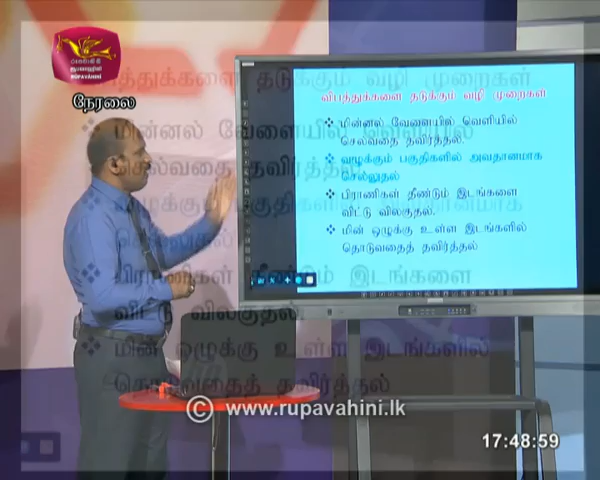 RUPAVAHINI
நேரலை
விபத்துக்களை தடுக்கும் வழி முறைகள்
❖ மின்னல் வேளையில் வெளியில்
செல்வதை தவிர்த்தல்.
❖ வழுக்கும் பகுதிகளில் அவதானமாக
செல்லுதல்
❖ பிராணிகள் தீண்டும் இடங்களை
விட்டு விலகுதல்.
❖ மின் ஒழுக்கு உள்ள இடங்களில்
தொடுவதைத் தவிர்த்தல்
© www.rupavahini.lk
17:48:59